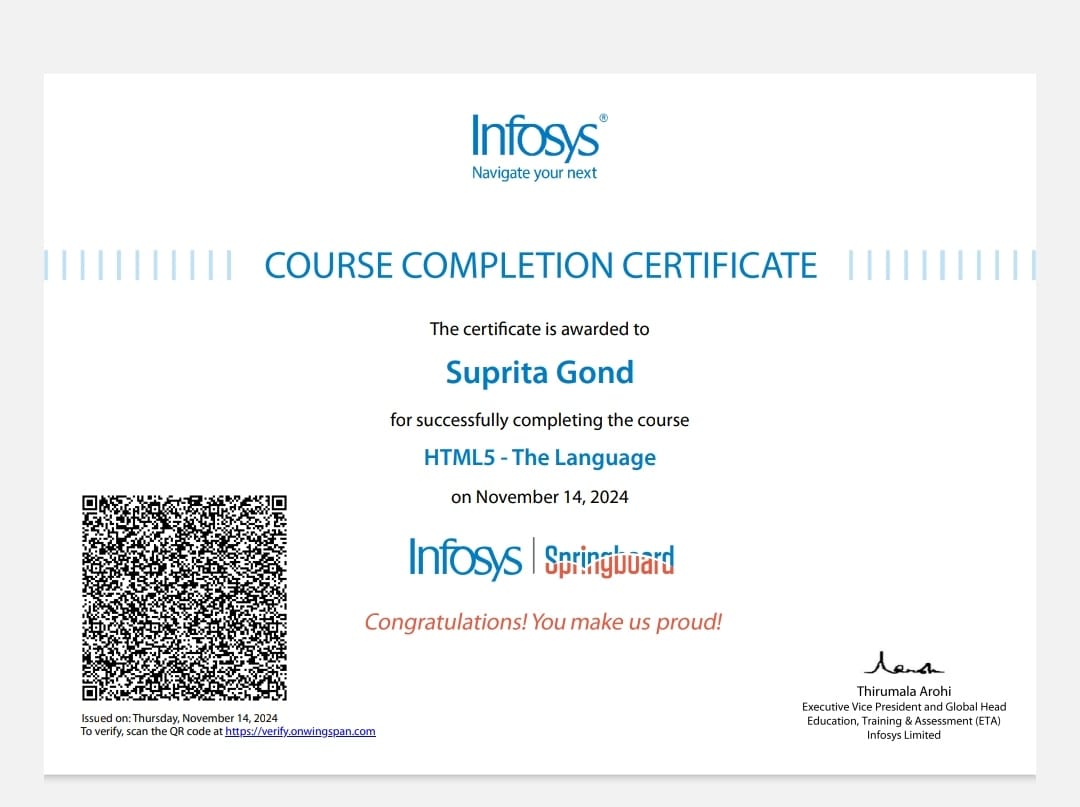 Infosys®
Navigate your next
COURSE COMPLETION CERTIFICATE
The certificate is awarded to
Suprita Gond
for successfully completing the course
HTML5 - The Language
on November 14, 2024
Infosys | Springboard
Congratulations! You make us proud!
Issued on: Thursday, November 14, 2024
To verify, scan the QR code at https://verify.onwingspan.com
Thirumala Arohi
Executive Vice President and Global Head
Education, Training & Assessment (ETA)
Infosys Limited